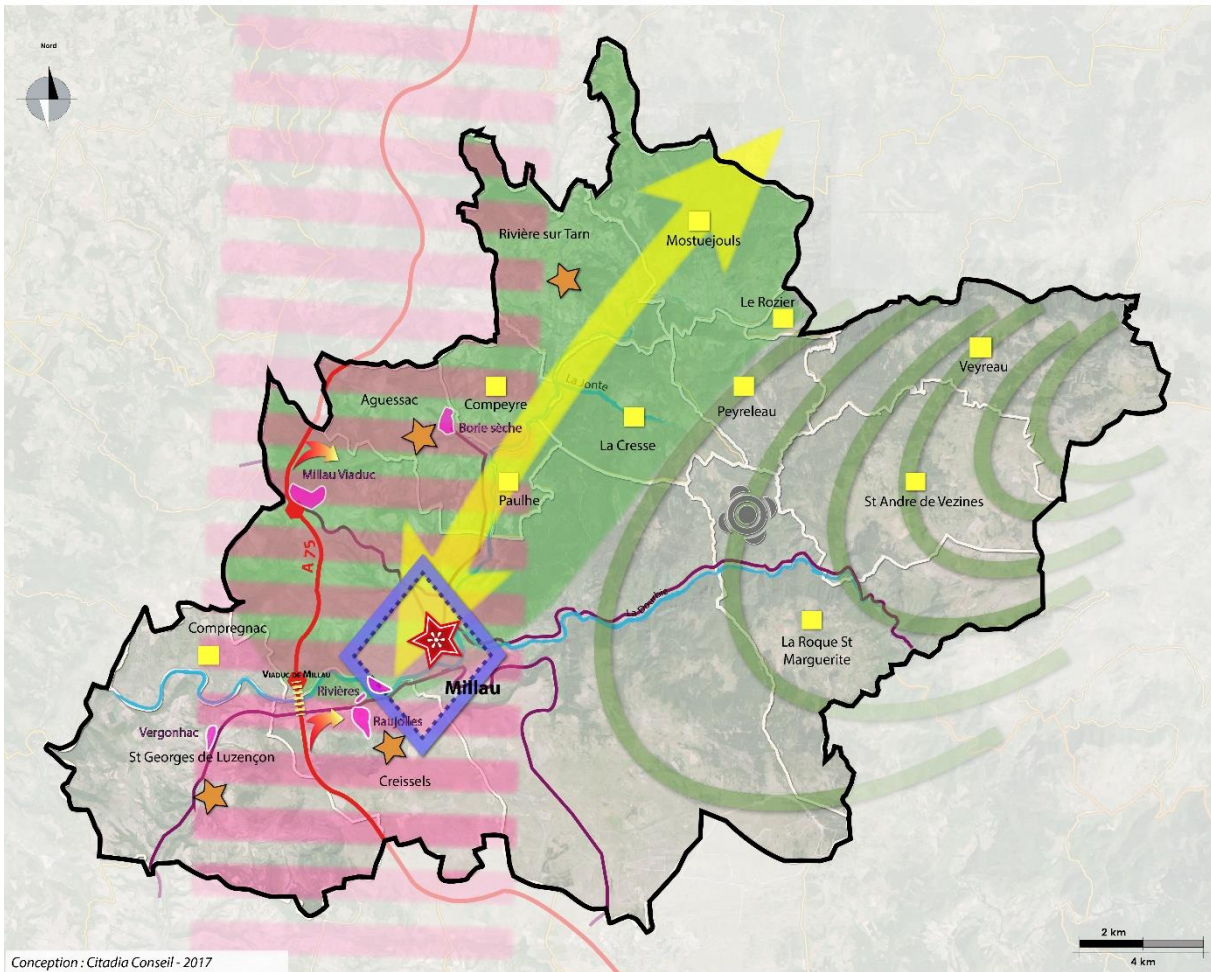 Nord
Rivière sur Tarn
Mostuejouls
Le Rozier
Veyreau
Aguessac
Compeyre
La Jonte
Peyreleau
Borie sèche
La Cresse
Millau Viaduc
Paulhe
St Andre de Vezines
A 75
La Dourbie
Compregnac
La Roque St
Marguerite
VIADUC DE MILLAU
Rivières
Millau
Vergonhac
Raujolles
St Georges de Luzençon
Creissels
2 km
4 km
Conception : Citadia Conseil - 2017